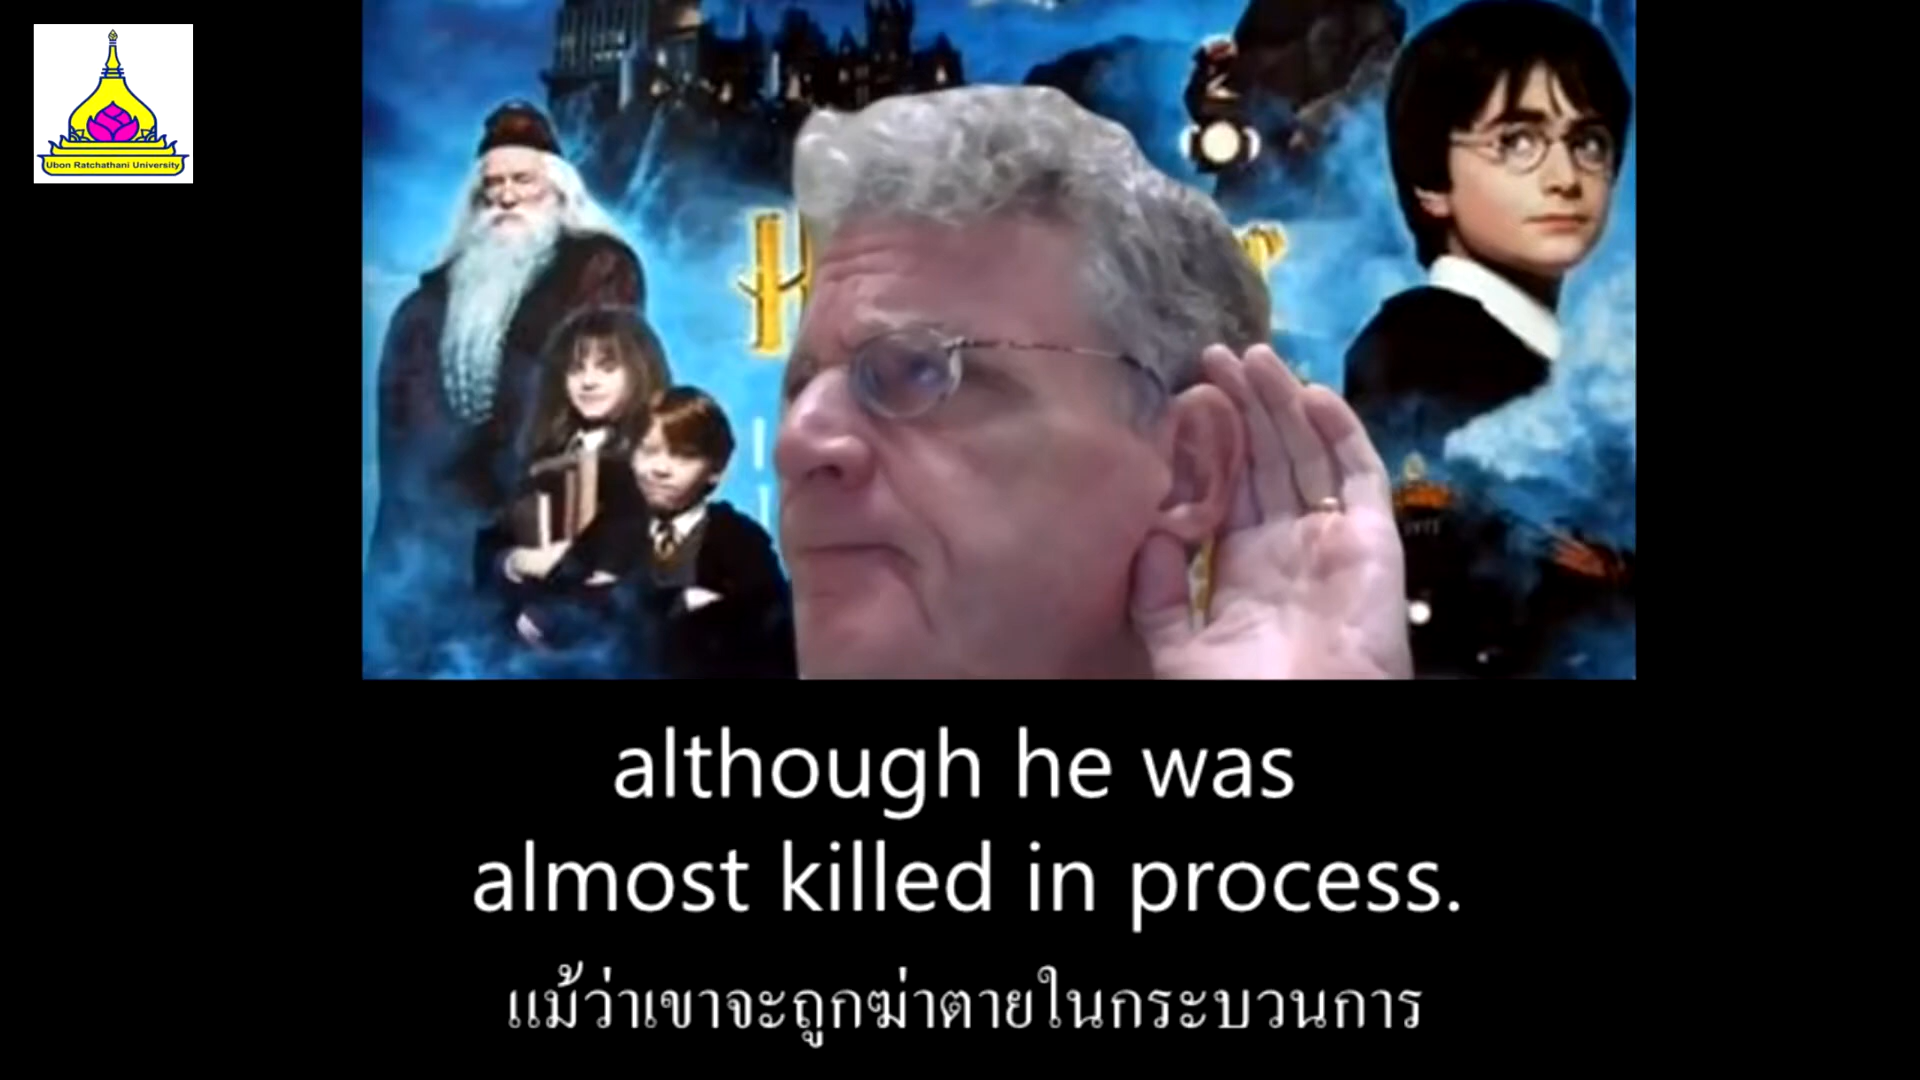 Ubon Ratchathani University
although he was
almost killed in process.
แม้ว่าเขาจะถูกฆ่าตายในกระบวนการ